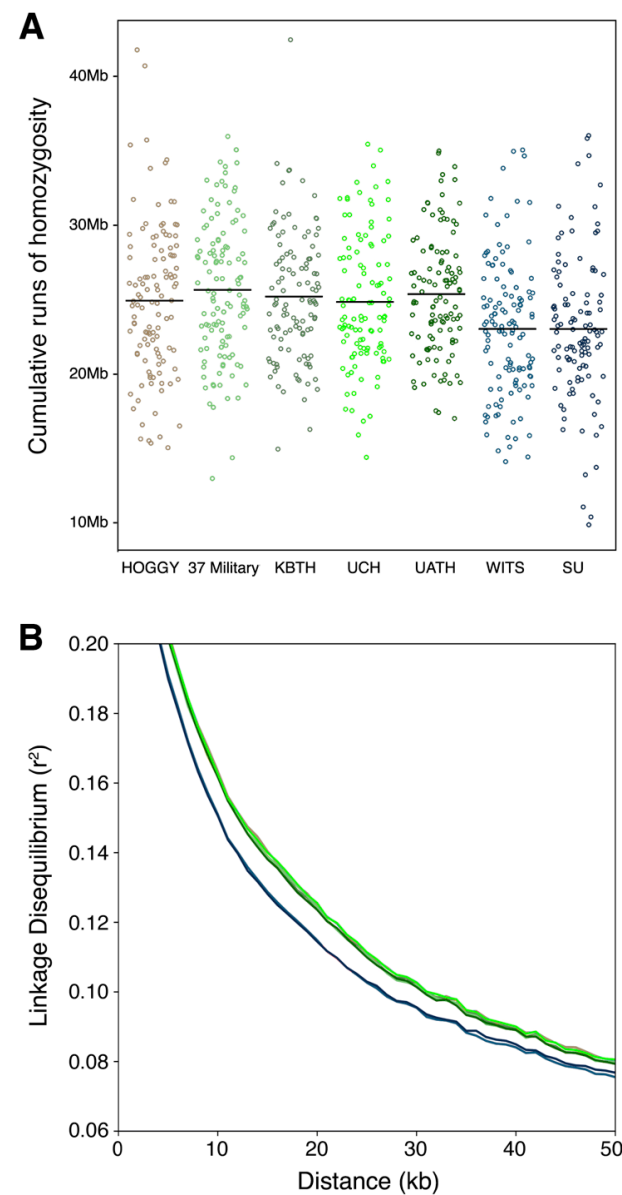 A
Cumulative runs of homozygosity
40Mb
30Mb
20Mb
10Mb
HOGGY 37 Military KBTH UCH UATH WITS SU
B
Linkage Disequilibrium (r²)
0.20
0.18
0.16
0.14
0.12
0.10
0.08
0.06
0 10 20 30 40 50
Distance (kb)